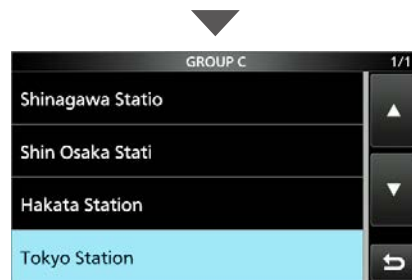 GROUP C 1/1
Shinagawa Statio
Shin Osaka Stati
Hakata Station
Tokyo Station